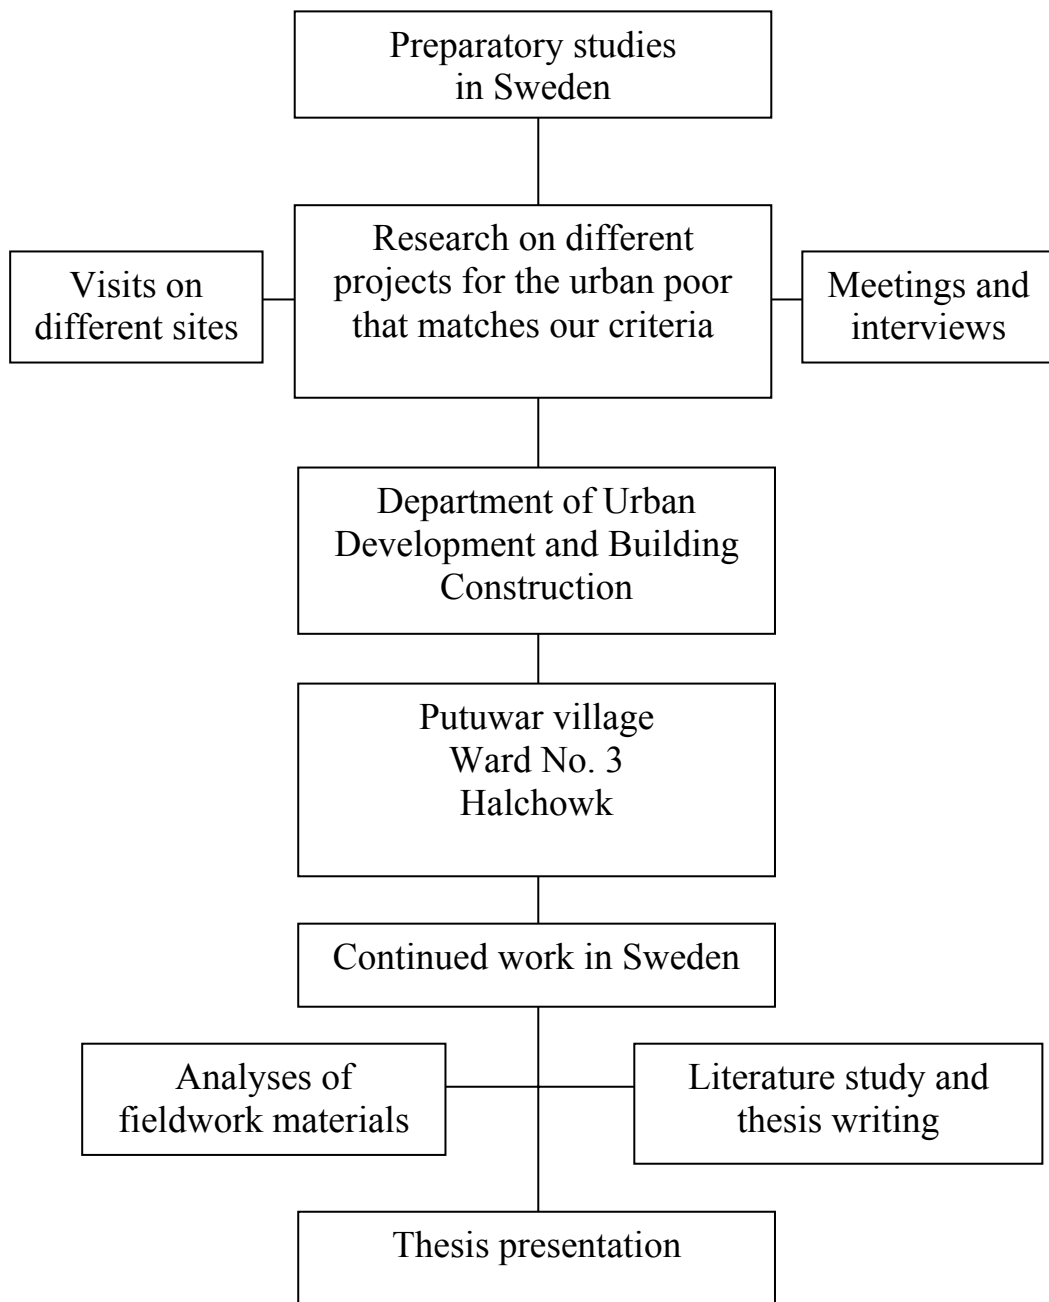 Preparatory studies
in Sweden
Research on different
projects for the urban poor
that matches our criteria
Visits on
different sites
Meetings and
interviews
Department of Urban
Development and Building
Construction
Putuwar village
Ward No. 3
Halchowk
Continued work in Sweden
Analyses of
fieldwork materials
Literature study and
thesis writing
Thesis presentation